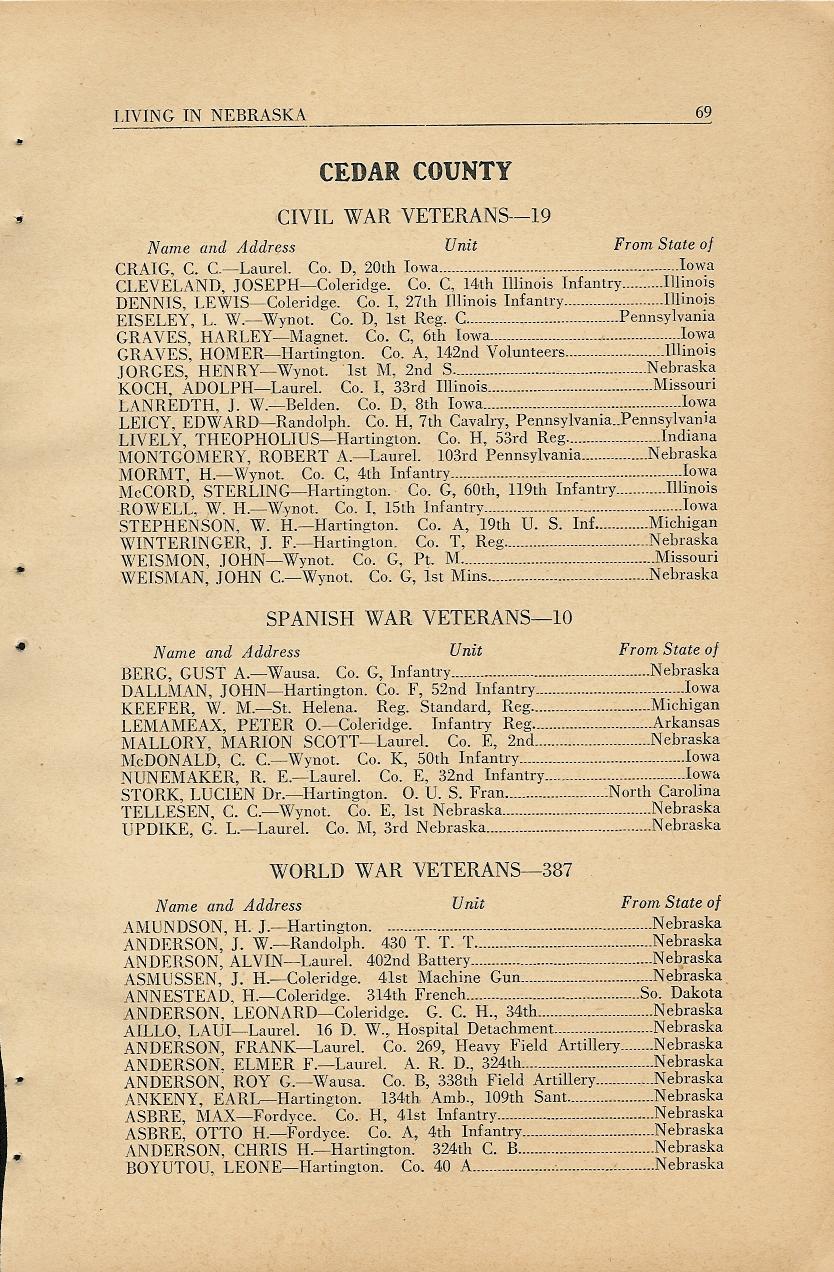 LIVING IN NEBRASKA 69
CEDAR COUNTY
CIVIL WAR VETERANS—19
Name and Address Unit From State of
CRAIG, C. C.—Laurel. Co. D, 20th Iowa....Iowa
CLEVELAND, JOSEPH—Coleridge. Co. C, 14th Illinois Infantry....Illinois
DENNIS, LEWIS—Coleridge. Co. I, 27th Illinois Infantry....Illinois
EISELEY, L. W.—Wynot. Co. D, 1st Reg. C....Pennsylvania
GRAVES, HARLEY—Magnet. Co. C, 6th Iowa....Iowa
GRAVES, HOMER—Hartington. Co. A, 142nd Volunteers....Illinois
JORGES, HENRY—Wynot. 1st M, 2nd S....Nebraska
KOCH, ADOLPH—Laurel. Co. I, 33rd Illinois....Missouri
LANREDTH, J. W.—Belden. Co. D, 8th Iowa....Iowa
LEICY, EDWARD—Randolph. Co. H, 7th Cavalry, Pennsylvania..Pennsylvania
LIVELY, THEOPHOLIUS—Hartington. Co. H, 53rd Reg....Indiana
MONTGOMERY, ROBERT A.—Laurel. 103rd Pennsylvania....Nebraska
MORMT, H.—Wynot. Co. C, 4th Infantry....Iowa
McCORD, STERLING—Hartington. Co. G, 60th, 119th Infantry....Illinois
ROWELL, W. H.—Wynot. Co. I, 15th Infantry....Iowa
STEPHENSON, W. H.—Hartington. Co. A, 19th U. S. Inf....Michigan
WINTERINGER, J. F.—Hartington. Co. T, Reg....Nebraska
WEISMON, JOHN—Wynot. Co. G, Pt. M....Missouri
WEISMAN, JOHN C.—Wynot. Co. G, 1st Mins....Nebraska
SPANISH WAR VETERANS—10
Name and Address Unit From State of
BERG, GUST A.—Wausa. Co. G, Infantry....Nebraska
DALLMAN, JOHN—Hartington. Co. F, 52nd Infantry....Iowa
KEEFER, W. M.—St. Helena. Reg. Standard, Reg....Michigan
LEMAMEAX, PETER O.—Coleridge. Infantry Reg....Arkansas
MALLORY, MARION SCOTT—Laurel. Co. E, 2nd....Nebraska
McDONALD, C. C.—Wynot. Co. K, 50th Infantry....Iowa
NUNEMAKER, R. E.—Laurel. Co. E, 32nd Infantry....Iowa
STORK, LUCIEN Dr.—Hartington. O. U. S. Fran....North Carolina
TELLESEN, C. C.—Wynot. Co. E, 1st Nebraska....Nebraska
UPDIKE, G. L.—Laurel. Co. M, 3rd Nebraska....Nebraska
WORLD WAR VETERANS—387
Name and Address Unit From State of
AMUNDSON, H. J.—Hartington. ....Nebraska
ANDERSON, J. W.—Randolph. 430 T. T. T....Nebraska
ANDERSON, ALVIN—Laurel. 402nd Battery....Nebraska
ASMUSSEN, J. H.—Coleridge. 41st Machine Gun....Nebraska
ANNESTEAD, H.—Coleridge. 314th French....So. Dakota
ANDERSON, LEONARD—Coleridge. G. C. H., 34th....Nebraska
AILLO, LAUI—Laurel. 16 D. W., Hospital Detachment....Nebraska
ANDERSON, FRANK—Laurel. Co. 269, Heavy Field Artillery....Nebraska
ANDERSON, ELMER F.—Laurel. A. R. D., 324th....Nebraska
ANDERSON, ROY G.—Wausa. Co. B, 338th Field Artillery....Nebraska
ANKENY, EARL—Hartington. 134th Amb., 109th Sant....Nebraska
ASBRE, MAX—Fordyce. Co. H, 41st Infantry....Nebraska
ASBRE, OTTO H.—Fordyce. Co. A, 4th Infantry....Nebraska
ANDERSON, CHRIS H.—Hartington. 324th C. B....Nebraska
BOYUTOU, LEONE—Hartington. Co. 40 A....Nebraska